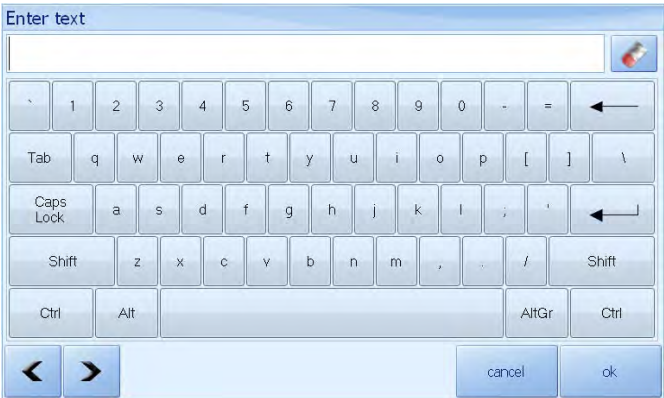 Enter text
` 1 2 3 4 5 6 7 8 9 0 - =
Tab q w e r t y u i o p [ ] \
Caps
Lock a s d f g h j k l ; '
Shift z x c v b n m , . / Shift
Ctrl Alt AltGr Ctrl
cancel ok